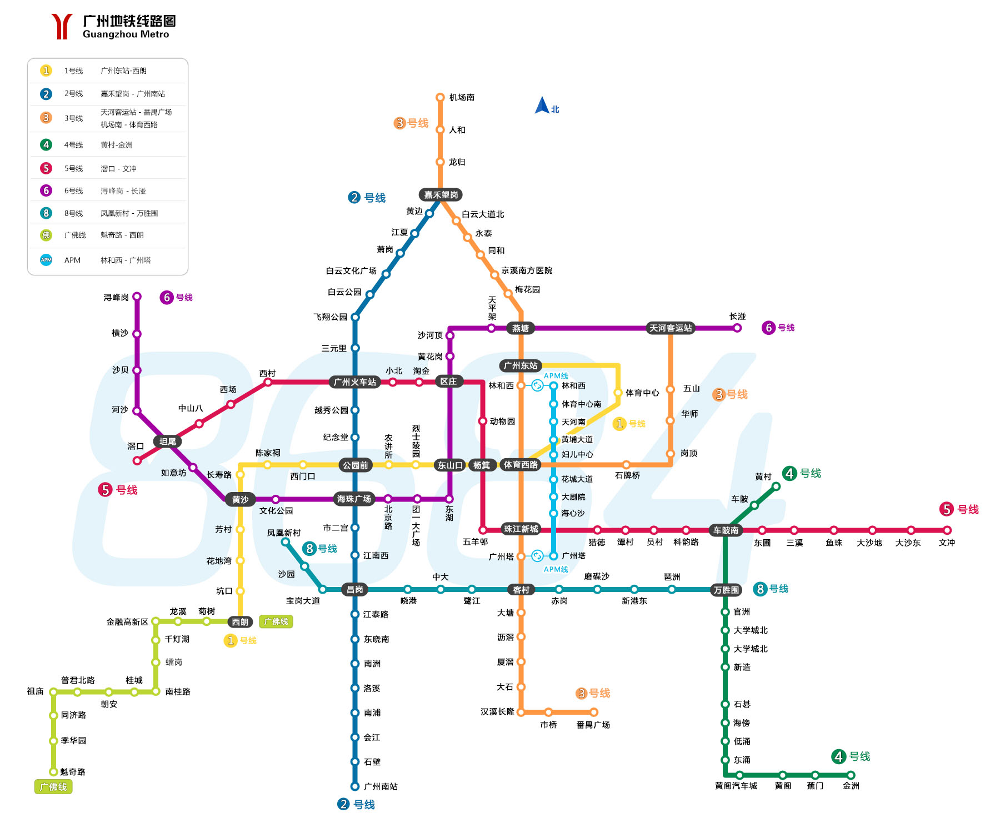 广州地铁线路图
Guangzhou Metro
1 1号线 广州东站-西朗
2 2号线 嘉禾望岗 - 广州南站
3 3号线 天河客运站 - 番禺广场
机场南 - 体育西路
4 4号线 黄村-金洲
5 5号线 滘口 - 文冲
6 6号线 浔峰岗 - 长湴
8 8号线 凤凰新村 - 万胜围
佛 广佛线 魁奇路 - 西朗
APM APM 林和西 - 广州塔
北
机场南
3号线
人和
龙归
嘉禾望岗
2号线
黄边
白云大道北
江夏
永泰
萧岗
同和
白云文化广场
京溪南方医院
白云公园
梅花园
浔峰岗
6号线
天平架
飞翔公园
燕塘
天河客运站
长湴
6号线
横沙
沙河顶
三元里
黄花岗
沙贝
广州东站
西村
小北
淘金
APM线
广州火车站
区庄
林和西
林和西
西场
五山
3号线
体育中心
体育中心南
中山八
河沙
越秀公园
动物园
天河南
华师
1号线
烈士陵园
农讲所
纪念堂
黄埔大道
坦尾
滘口
陈家祠
妇儿中心
岗顶
公园前
东山口
杨箕
体育西路
如意坊
长寿路
西门口
石牌桥
花城大道
黄村
4号线
5号线
大剧院
车陂
黄沙
海珠广场
文化公园
北京路
团一大广场
东湖
海心沙
5号线
芳村
市二宫
珠江新城
车陂南
凤凰新村
五羊邨
猎德
潭村
员村
科韵路
东圃
三溪
鱼珠
大沙地
大沙东
文冲
8号线
花地湾
江南西
广州塔
广州塔
APM线
沙园
中大
磨碟沙
琶洲
坑口
昌岗
客村
万胜围
8号线
宝岗大道
晓港
鹭江
赤岗
新港东
龙溪
菊树
江泰路
大塘
官洲
金融高新区
西朗
广佛线
大学城北
千灯湖
1号线
东晓南
沥滘
大学城北
蠕岗
南洲
厦滘
新造
普君北路
桂城
祖庙
南桂路
洛溪
大石
3号线
朝安
石碁
同济路
南浦
汉溪长隆
市桥
番禺广场
海傍
季华园
会江
低涌
石壁
东涌
4号线
魁奇路
广佛线
广州南站
黄阁汽车城
黄阁
蕉门
金洲
2号线
8684